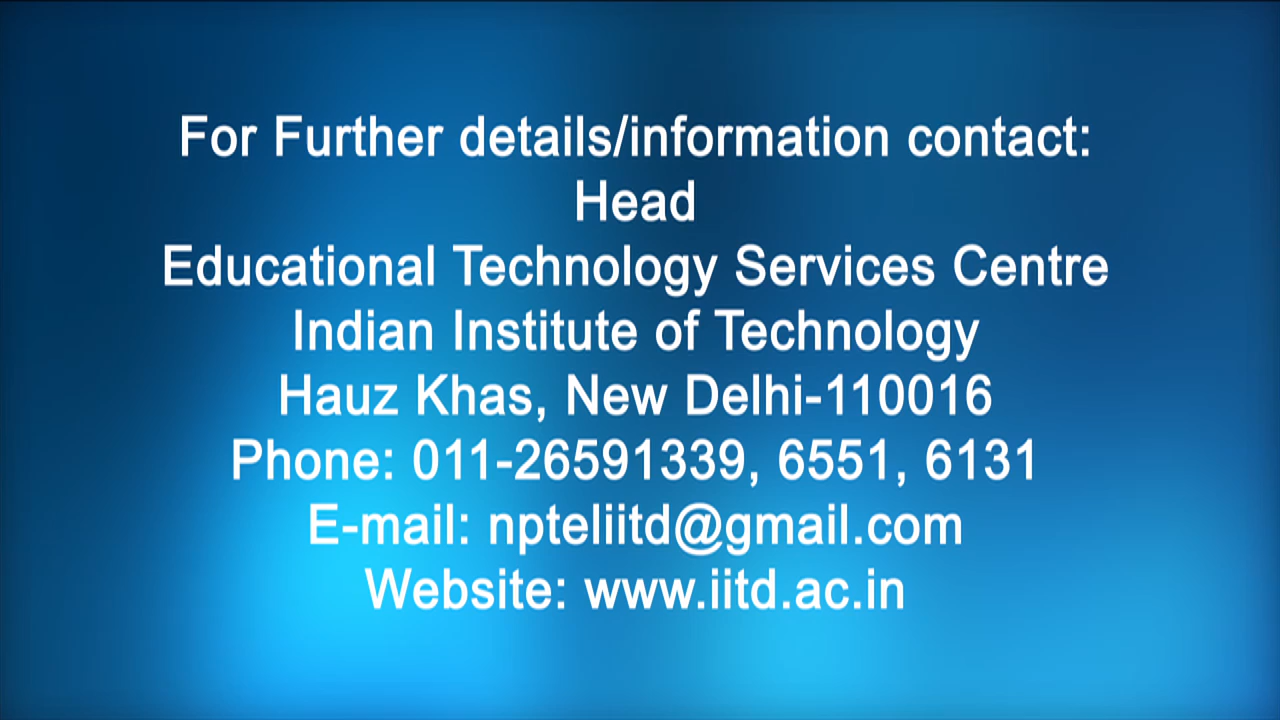 For Further details/information contact:
Head
Educational Technology Services Centre
Indian Institute of Technology
Hauz Khas, New Delhi-110016
Phone: 011-26591339, 6551, 6131
E-mail: npteliitd@gmail.com
Website: www.iitd.ac.in